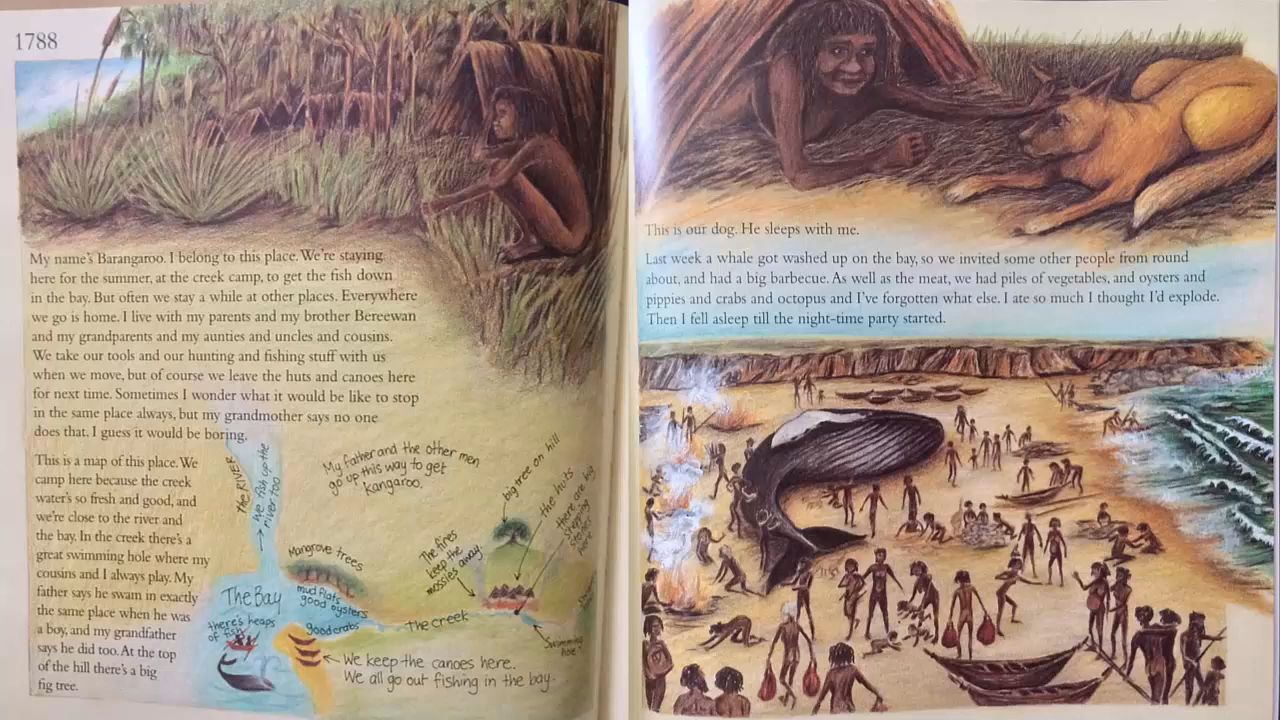 1788
My name's Barangaroo. I belong to this place. We're staying
here for the summer, at the creek camp, to get the fish down
in the bay. But often we stay a while at other places. Everywhere
we go is home. I live with my parents and my brother Bereewan
and my grandparents and my aunties and uncles and cousins.
We take our tools and our hunting and fishing stuff with us
when we move, but of course we leave the huts and canoes here
for next time. Sometimes I wonder what it would be like to stop
in the same place always, but my grandmother says no one
does that. I guess it would be boring.
This is a map of this place. We
camp here because the creek
water's so fresh and good, and
we're close to the river and
the bay. In the creek there's a
great swimming hole where my
cousins and I always play. My
father says he swam in exactly
the same place when he was
a boy, and my grandfather
says he did too. At the top
of the hill there's a big
fig tree.
THE RIVER
We fish up the
river too
My father and the other men
go up this way to get
kangaroo.
big tree on hill
the huts
there are big
stepping
stones
here
The fires
keep the
mossies away.
Mangrove trees
mud flats
good oysters
The Bay
there's heaps
of fish
good crabs
The creek
Swimming
hole
We keep the canoes here.
We all go out fishing in the bay.
This is our dog. He sleeps with me.
Last week a whale got washed up on the bay, so we invited some other people from round
about, and had a big barbecue. As well as the meat, we had piles of vegetables, and oysters and
pippies and crabs and octopus and I've forgotten what else. I ate so much I thought I'd explode.
Then I fell asleep till the night-time party started.